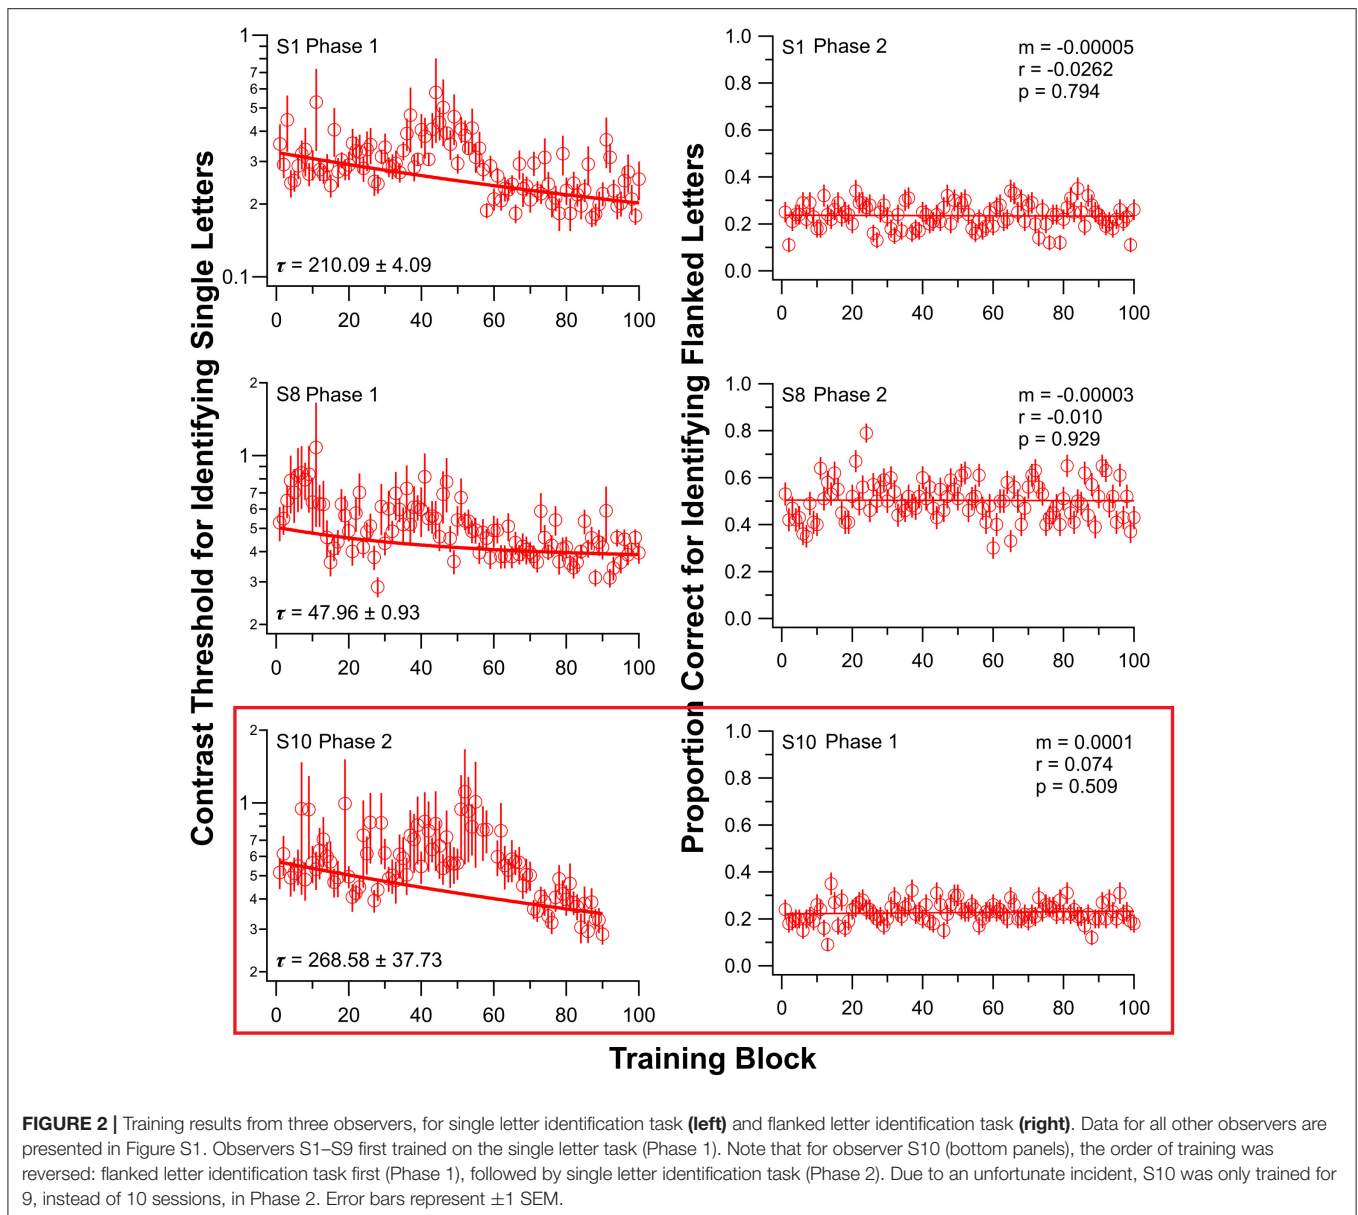 Contrast Threshold for Identifying Single Letters
Proportion Correct for Identifying Flanked Letters
S1 Phase 1
1
7
6
5
4
3
2
0.1
τ = 210.09 ± 4.09
0 20 40 60 80 100
S1 Phase 2
m = -0.00005
r = -0.0262
p = 0.794
1.0
0.8
0.6
0.4
0.2
0.0
0 20 40 60 80 100
S8 Phase 1
2
1
7
6
5
4
3
2
τ = 47.96 ± 0.93
0 20 40 60 80 100
S8 Phase 2
m = -0.00003
r = -0.010
p = 0.929
1.0
0.8
0.6
0.4
0.2
0.0
0 20 40 60 80 100
S10 Phase 2
2
1
7
6
5
4
3
2
τ = 268.58 ± 37.73
0 20 40 60 80 100
S10 Phase 1
m = 0.0001
r = 0.074
p = 0.509
1.0
0.8
0.6
0.4
0.2
0.0
0 20 40 60 80 100
Training Block
FIGURE 2 | Training results from three observers, for single letter identification task (left) and flanked letter identification task (right). Data for all other observers are
presented in Figure S1. Observers S1–S9 first trained on the single letter task (Phase 1). Note that for observer S10 (bottom panels), the order of training was
reversed: flanked letter identification task first (Phase 1), followed by single letter identification task (Phase 2). Due to an unfortunate incident, S10 was only trained for
9, instead of 10 sessions, in Phase 2. Error bars represent ±1 SEM.